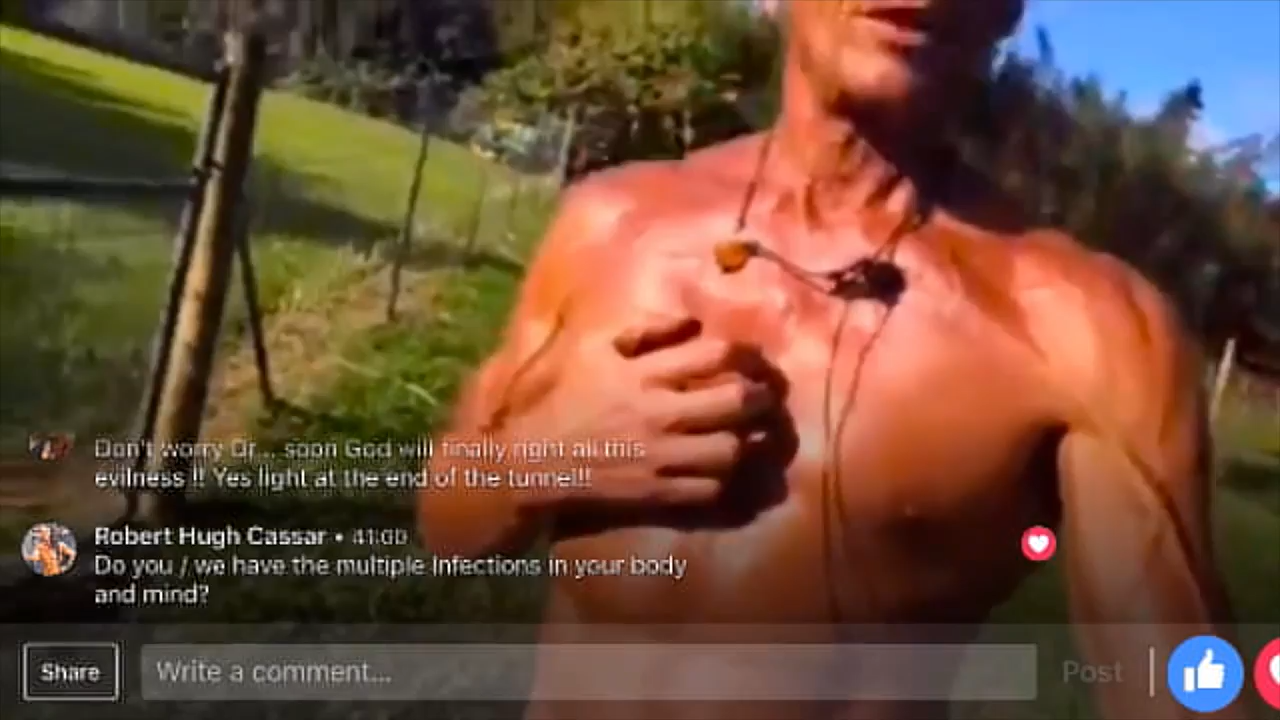 Don't worry Dr... soon God will finally right all this
evilness !! Yes light at the end of the tunnel!!
Robert Hugh Cassar • 41:00
Do you / we have the multiple Infections in your body
and mind?
Share
Write a comment...
Post